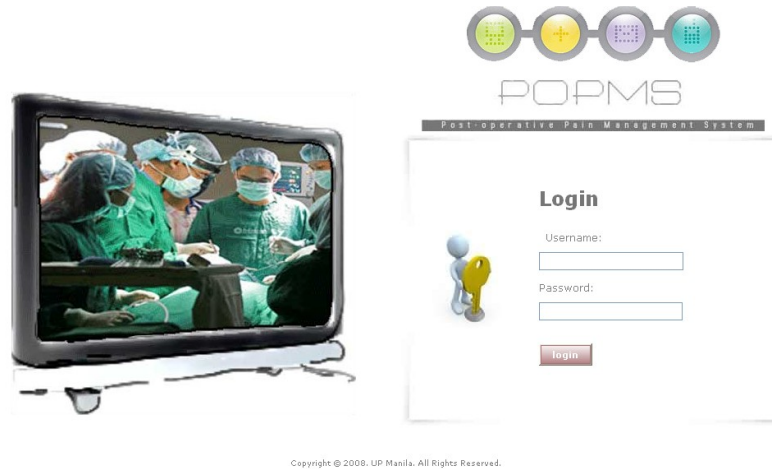 POPMS
Post-operative Pain Management System
Login
Username:
Password:
login
Copyright @ 2008. UP Manila. All Rights Reserved.